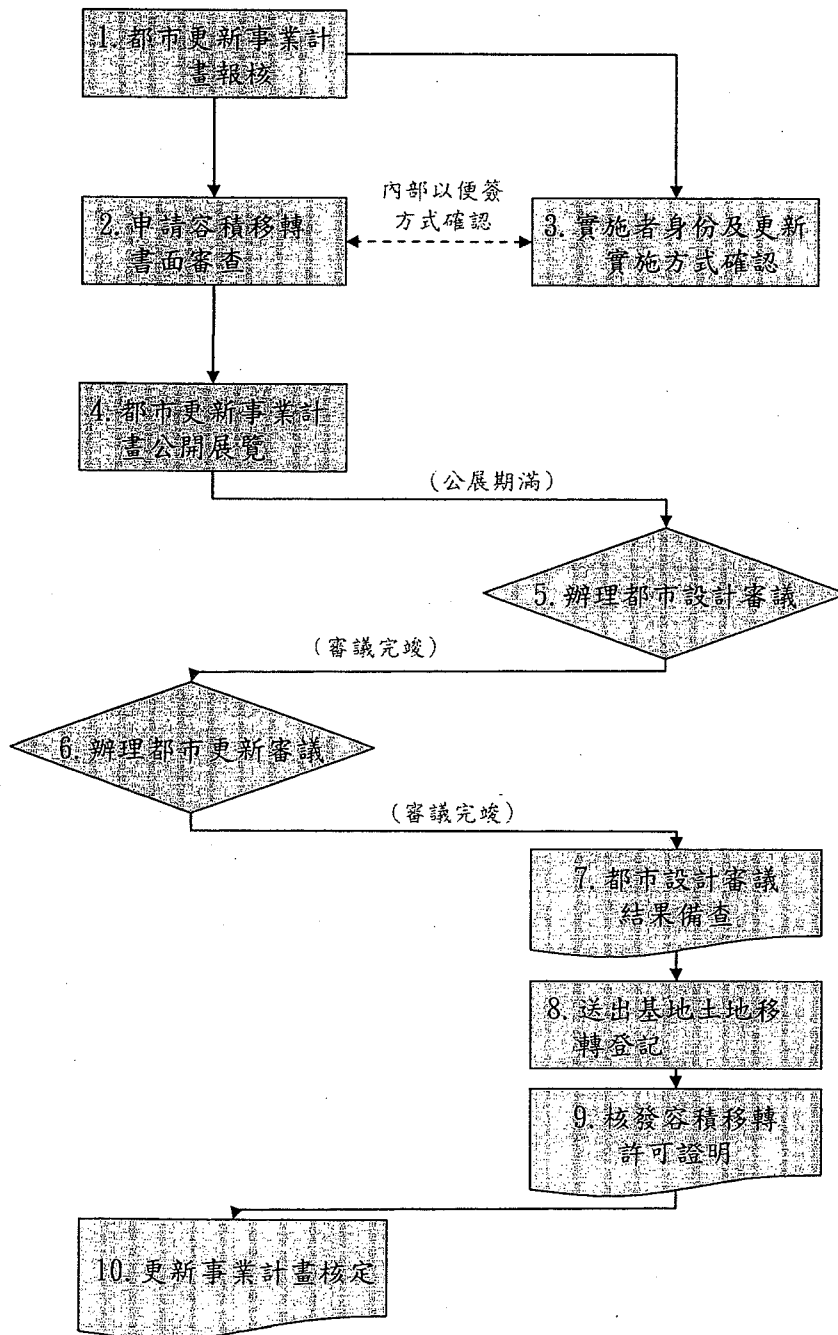 1.都市更新事業計
畫報核
內部以便簽
方式確認
2.申請容積移轉
書面審查
3.實施者身份及更新
實施方式確認
4.都市更新事業計
畫公開展覽
(公展期滿)
5.辦理都市設計審議
(審議完竣)
6.辦理都市更新審議
(審議完竣)
7.都市設計審議
結果備查
8.送出基地土地移
轉登記
9.核發容積移轉
許可證明
10.更新事業計畫核定